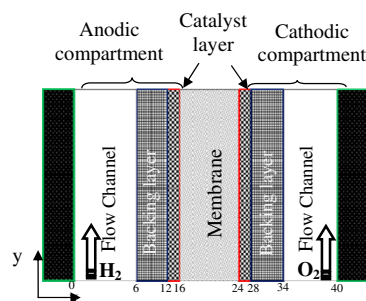 Anodic
compartment
Catalyst
layer
Cathodic
compartment
Flow Channel
Backing layer
Membrane
Backing layer
Flow Channel
y
H2
O2
0
6
12
16
24
28
34
40